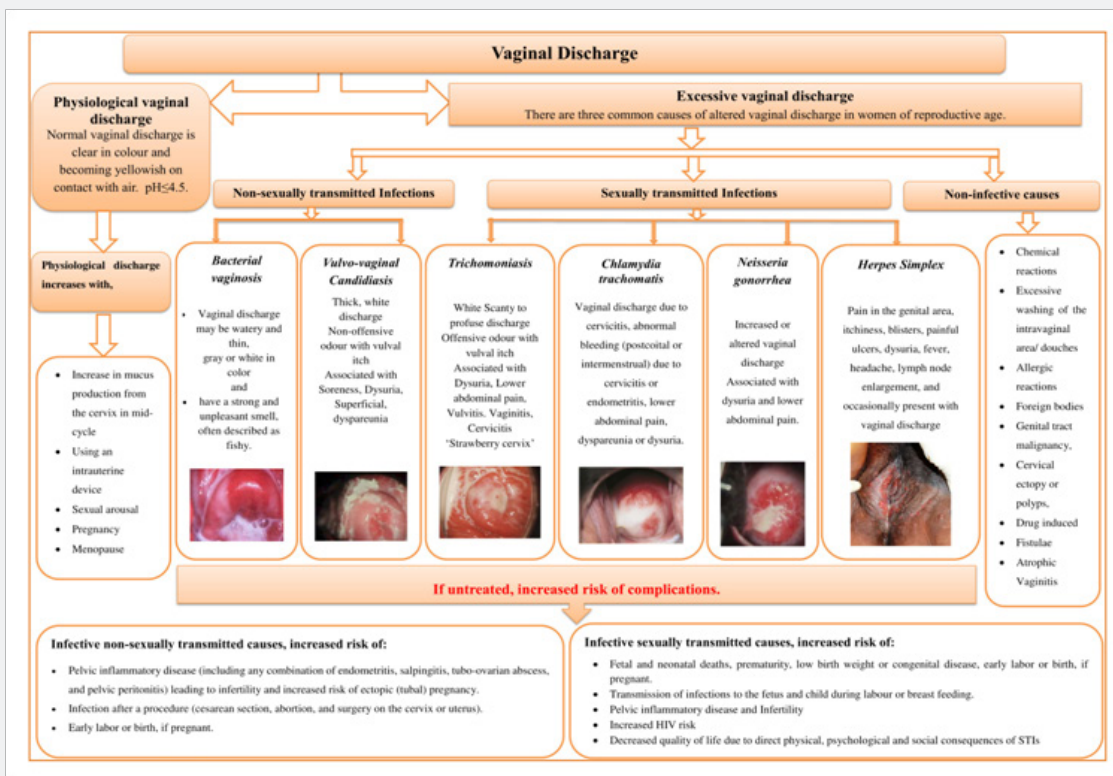 Vaginal Discharge
Physiological vaginal
discharge
Normal vaginal discharge is
clear in colour and
becoming yellowish on
contact with air. pH≤4.5.
Excessive vaginal discharge
There are three common causes of altered vaginal discharge in women of reproductive age.
Non-sexually transmitted Infections
Sexually transmitted Infections
Non-infective causes
Physiological discharge
increases with,
• Increase in mucus
production from
the cervix in mid-
cycle
• Using an
intrauterine
device
• Sexual arousal
• Pregnancy
• Menopause
Bacterial
vaginosis
• Vaginal discharge
may be watery and
thin,
gray or white in
color
and
• have a strong and
unpleasant smell,
often described as
fishy.
Vulvo-vaginal
Candidiasis
Thick, white
discharge
Non-offensive
odour with vulval
itch
Associated with
Soreness, Dysuria,
Superficial,
dyspareunia
Trichomoniasis
White Scanty to
profuse discharge
Offensive odour with
vulval itch
Associated with
Dysuria, Lower
abdominal pain,
Vulvitis. Vaginitis,
Cervicitis
‘Strawberry cervix’
Chlamydia
trachomatis
Vaginal discharge due to
cervicitis, abnormal
bleeding (postcoital or
intermenstrual) due to
cervicitis or
endometritis, lower
abdominal pain,
dyspareunia or dysuria.
Neisseria
gonorrhea
Increased or
altered vaginal
discharge
Associated with
dysuria and lower
abdominal pain.
Herpes Simplex
Pain in the genital area,
itchiness, blisters, painful
ulcers, dysuria, fever,
headache, lymph node
enlargement, and
occasionally present with
vaginal discharge
• Chemical
reactions
• Excessive
washing of the
intravaginal
area/ douches
• Allergic
reactions
• Foreign bodies
• Genital tract
malignancy,
• Cervical
ectopy or
polyps,
• Drug induced
• Fistulae
• Atrophic
Vaginitis
If untreated, increased risk of complications.
Infective non-sexually transmitted causes, increased risk of:
• Pelvic inflammatory disease (including any combination of endometritis, salpingitis, tubo-ovarian abscess,
and pelvic peritonitis) leading to infertility and increased risk of ectopic (tubal) pregnancy.
• Infection after a procedure (cesarean section, abortion, and surgery on the cervix or uterus).
• Early labor or birth, if pregnant.
Infective sexually transmitted causes, increased risk of:
• Fetal and neonatal deaths, prematurity, low birth weight or congenital disease, early labor or birth, if
pregnant.
• Transmission of infections to the fetus and child during labour or breast feeding.
• Pelvic inflammatory disease and Infertility
• Increased HIV risk
• Decreased quality of life due to direct physical, psychological and social consequences of STIs